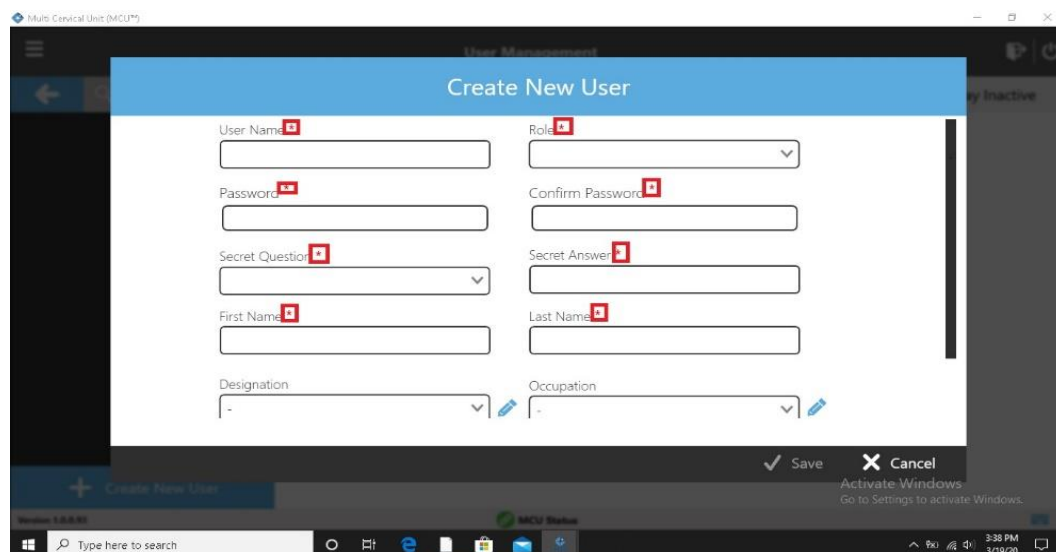 Multi Cervical Unit (MCU™)
User Management
Create New User
ay Inactive
User Name *
Role *
Password *
Confirm Password *
Secret Question *
Secret Answer *
First Name *
Last Name *
Designation
Occupation
-
-
Save
Cancel
Create New User
Activate Windows
Go to Settings to activate Windows.
MCU Status
Type here to search
3:38 PM